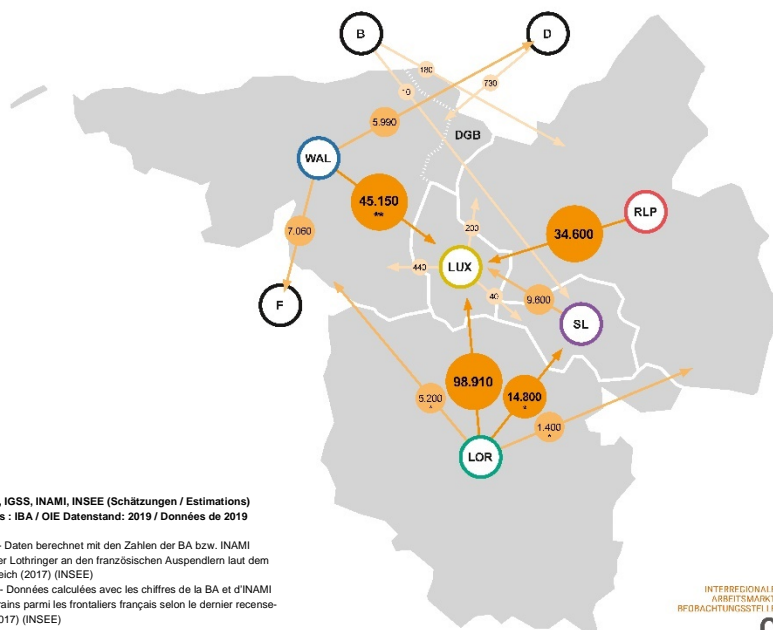 B
D
180
10
730
5.990
DGB
WAL
45.150
**
RLP
34.600
7.060
200
LUX
440
40
9.600
F
SL
98.910
5.200
*
14.800
*
1.400
*
LOR
, IGSS, INAMI, INSEE (Schätzungen / Estimations)
s : IBA / OIE Datenstand: 2019 / Données de 2019
- Daten berechnet mit den Zahlen der BA bzw. INAMI
er Lothringer an den französischen Auspendlern laut dem
eich (2017) (INSEE)
- Données calculées avec les chiffres de la BA et d'INAMI
rains parmi les frontaliers français selon le dernier recense-
017) (INSEE)
INTERREGIONALE
ARBEITSMARKT
BEOBACHTUNGSSTELLE